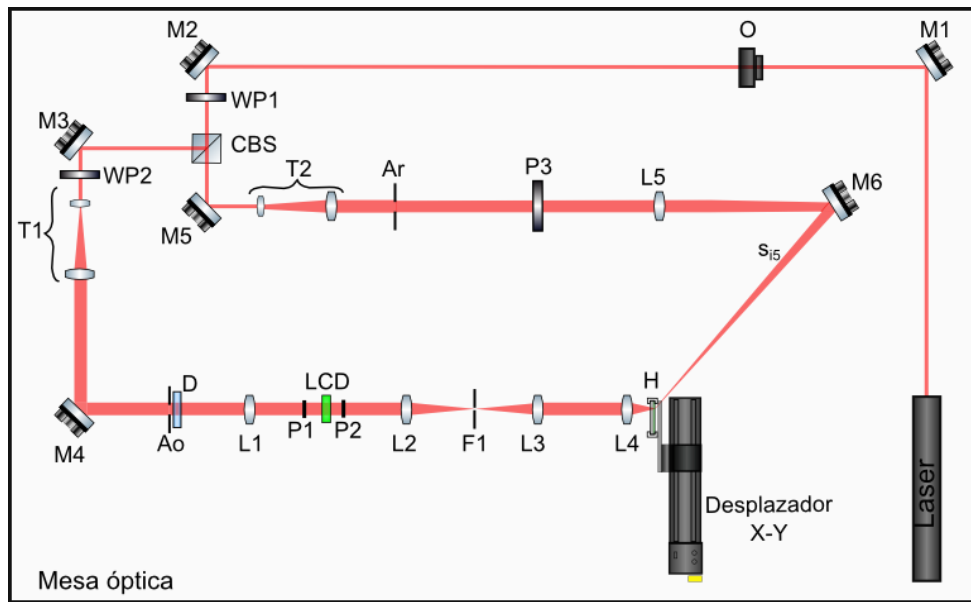 M2
O
M1
WP1
M3
CBS
WP2
T2
Ar
P3
L5
M6
T1
M5
si5
D
LCD
H
M4
Ao
L1
P1
P2
L2
F1
L3
L4
Laser
Desplazador
X-Y
Mesa óptica